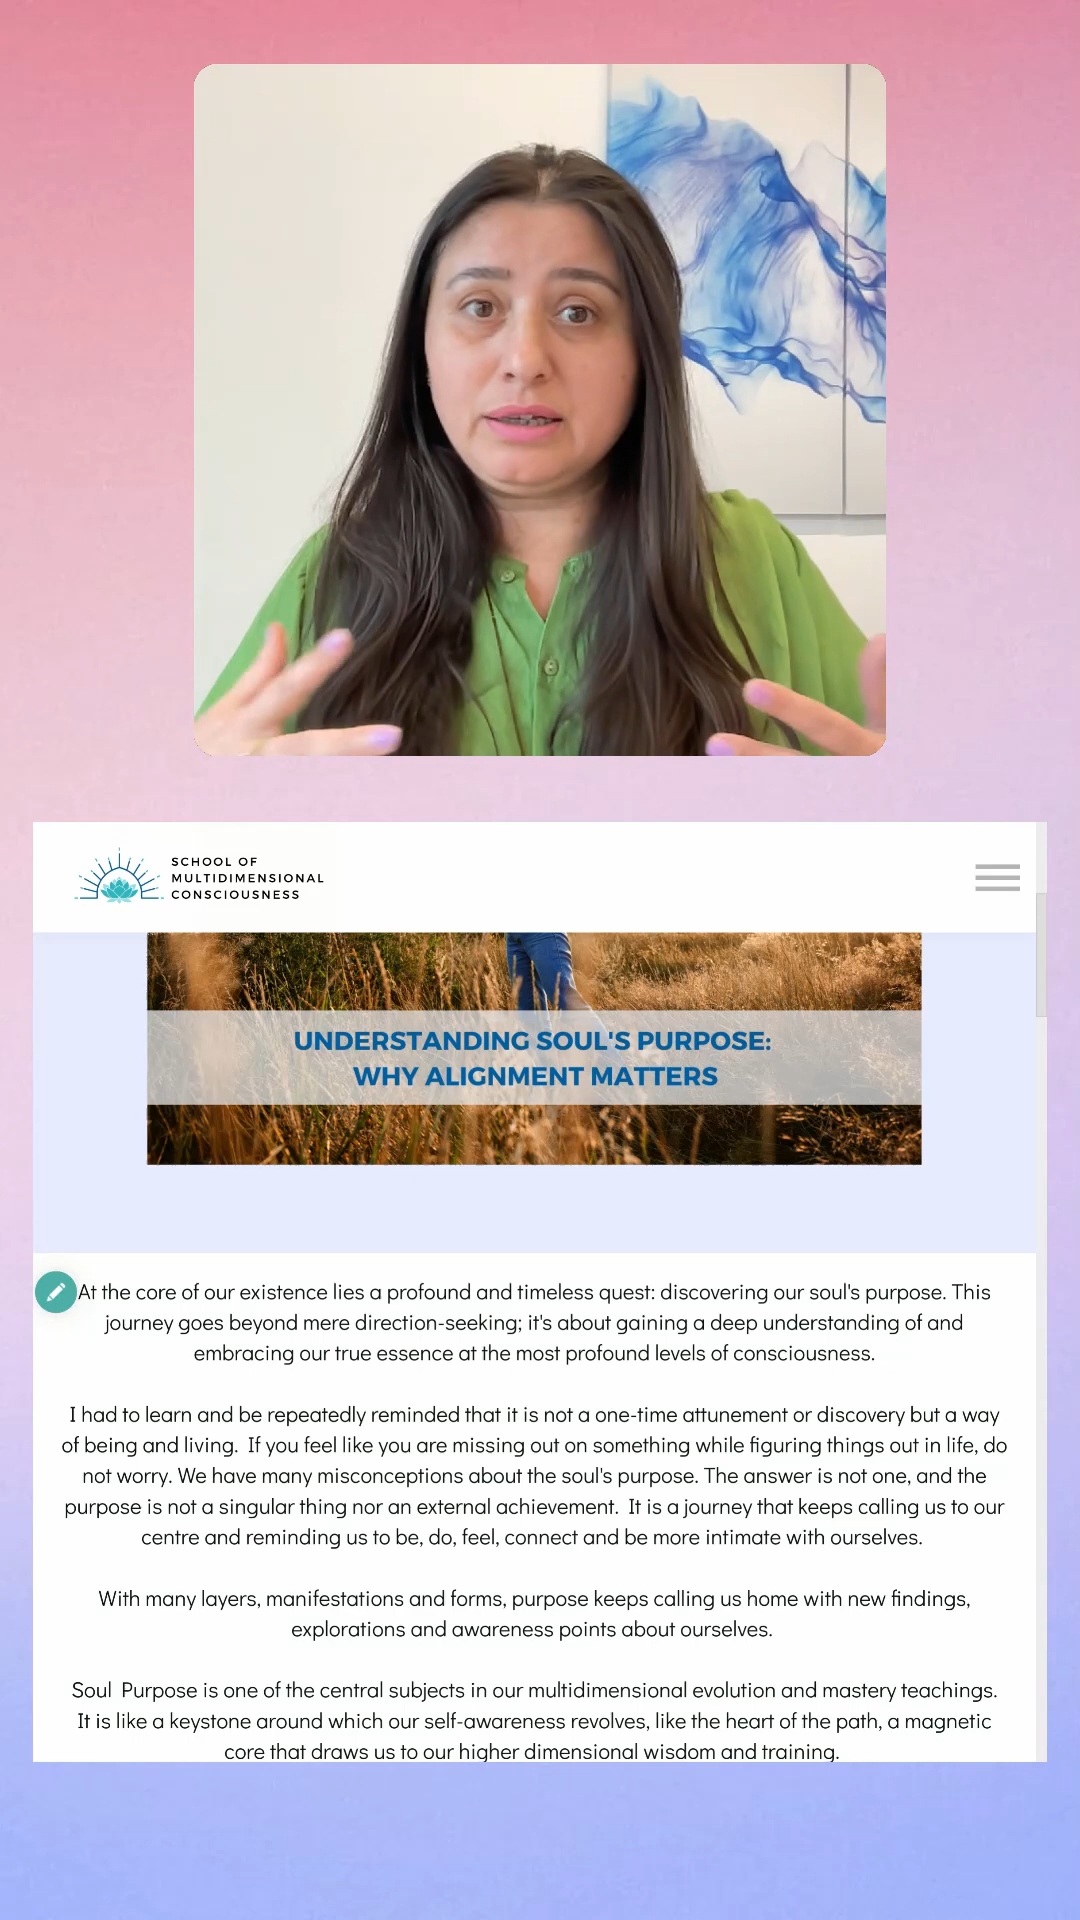 SCHOOL OF
MULTIDIMENSIONAL
CONSCIOUSNESS
UNDERSTANDING SOUL'S PURPOSE:
WHY ALIGNMENT MATTERS
At the core of our existence lies a profound and timeless quest: discovering our soul's purpose. This
journey goes beyond mere direction-seeking; it's about gaining a deep understanding of and
embracing our true essence at the most profound levels of consciousness.
I had to learn and be repeatedly reminded that it is not a one-time attunement or discovery but a way
of being and living. If you feel like you are missing out on something while figuring things out in life, do
not worry. We have many misconceptions about the soul's purpose. The answer is not one, and the
purpose is not a singular thing nor an external achievement. It is a journey that keeps calling us to our
centre and reminding us to be, do, feel, connect and be more intimate with ourselves.
With many layers, manifestations and forms, purpose keeps calling us home with new findings,
explorations and awareness points about ourselves.
Soul Purpose is one of the central subjects in our multidimensional evolution and mastery teachings.
It is like a keystone around which our self-awareness revolves, like the heart of the path, a magnetic
core that draws us to our higher dimensional wisdom and training.